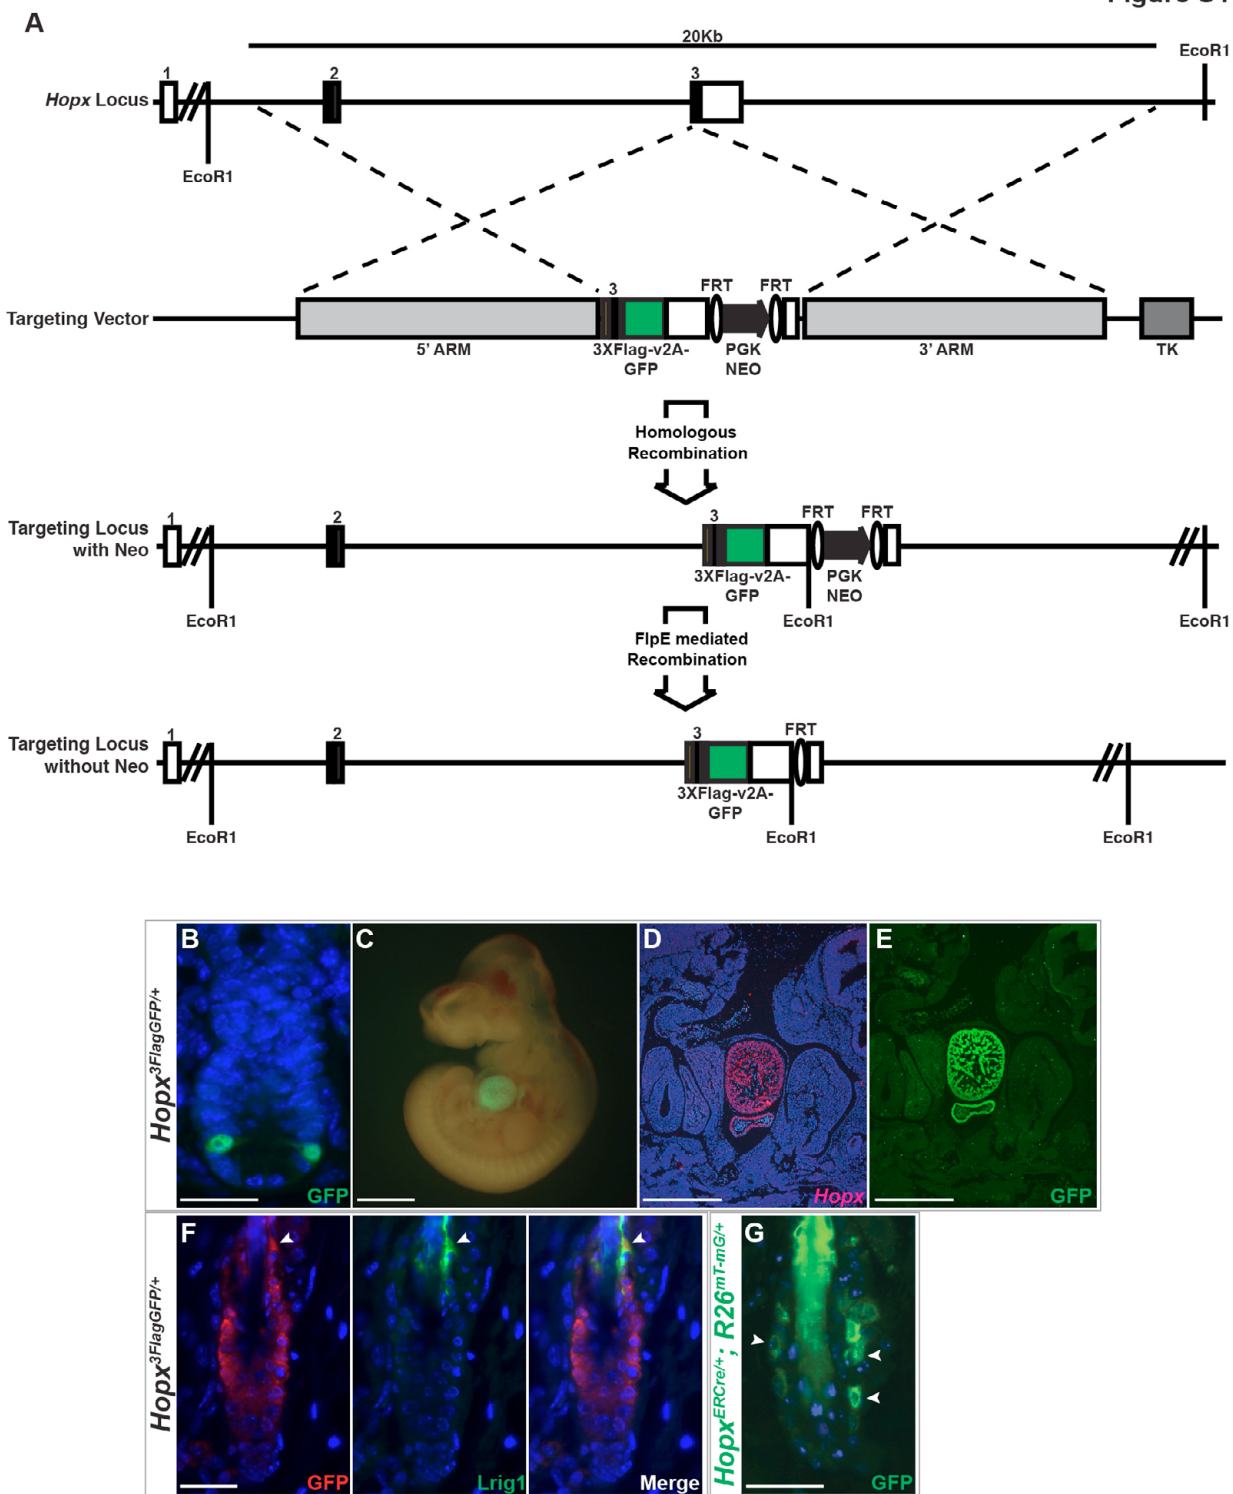 A
20Kb
EcoR1
1
2
3
Hopx Locus
EcoR1
FRT
FRT
3
Targeting Vector
5' ARM
3XFlag-v2A-
GFP
PGK
NEO
3' ARM
TK
Homologous
Recombination
Targeting Locus
with Neo
1
2
3
FRT
FRT
3XFlag-v2A-
GFP
PGK
NEO
EcoR1
EcoR1
EcoR1
FlpE mediated
Recombination
Targeting Locus
without Neo
1
2
3
FRT
3XFlag-v2A-
GFP
EcoR1
EcoR1
EcoR1
Hopx3FlagGFP/+
B
GFP
C
D
Hopx
E
GFP
Hopx3FlagGFP/+
F
GFP
Lrig1
Merge
HopxERCre/+; R26mT-mG/+
G
GFP